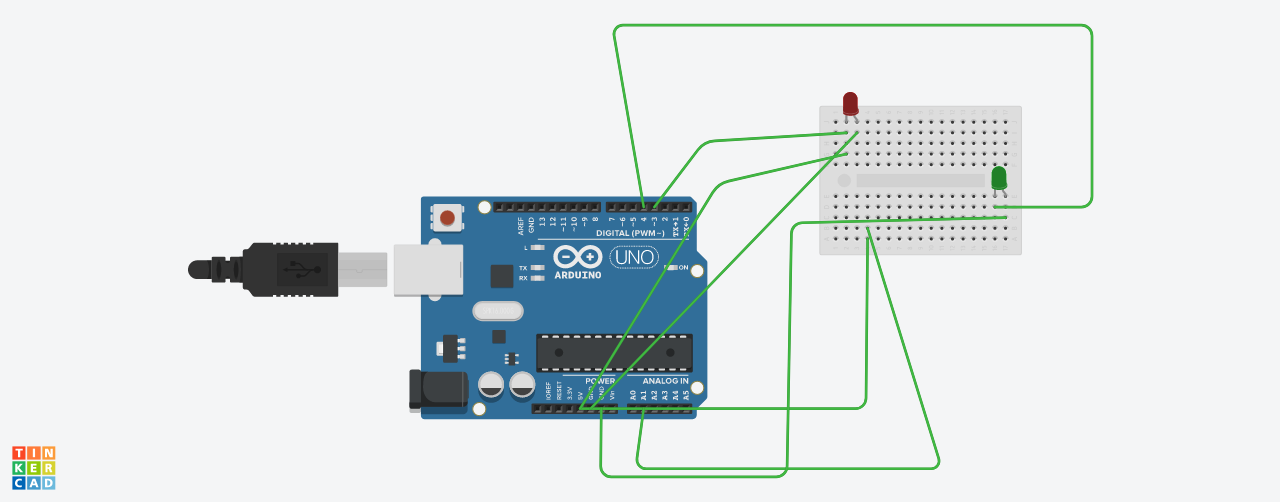 AREF
GND
13
12
~11
~10
~9
8
7
~6
~5
4
~3
2
TX→1
RX←0
DIGITAL (PWM~)
L
TX
RX
ARDUINO
UNO
ON
POWER
ANALOG IN
IOREF
RESET
3.3V
5V
GND
GND
Vin
A0
A1
A2
A3
A4
A5
TIN
KER
CAD